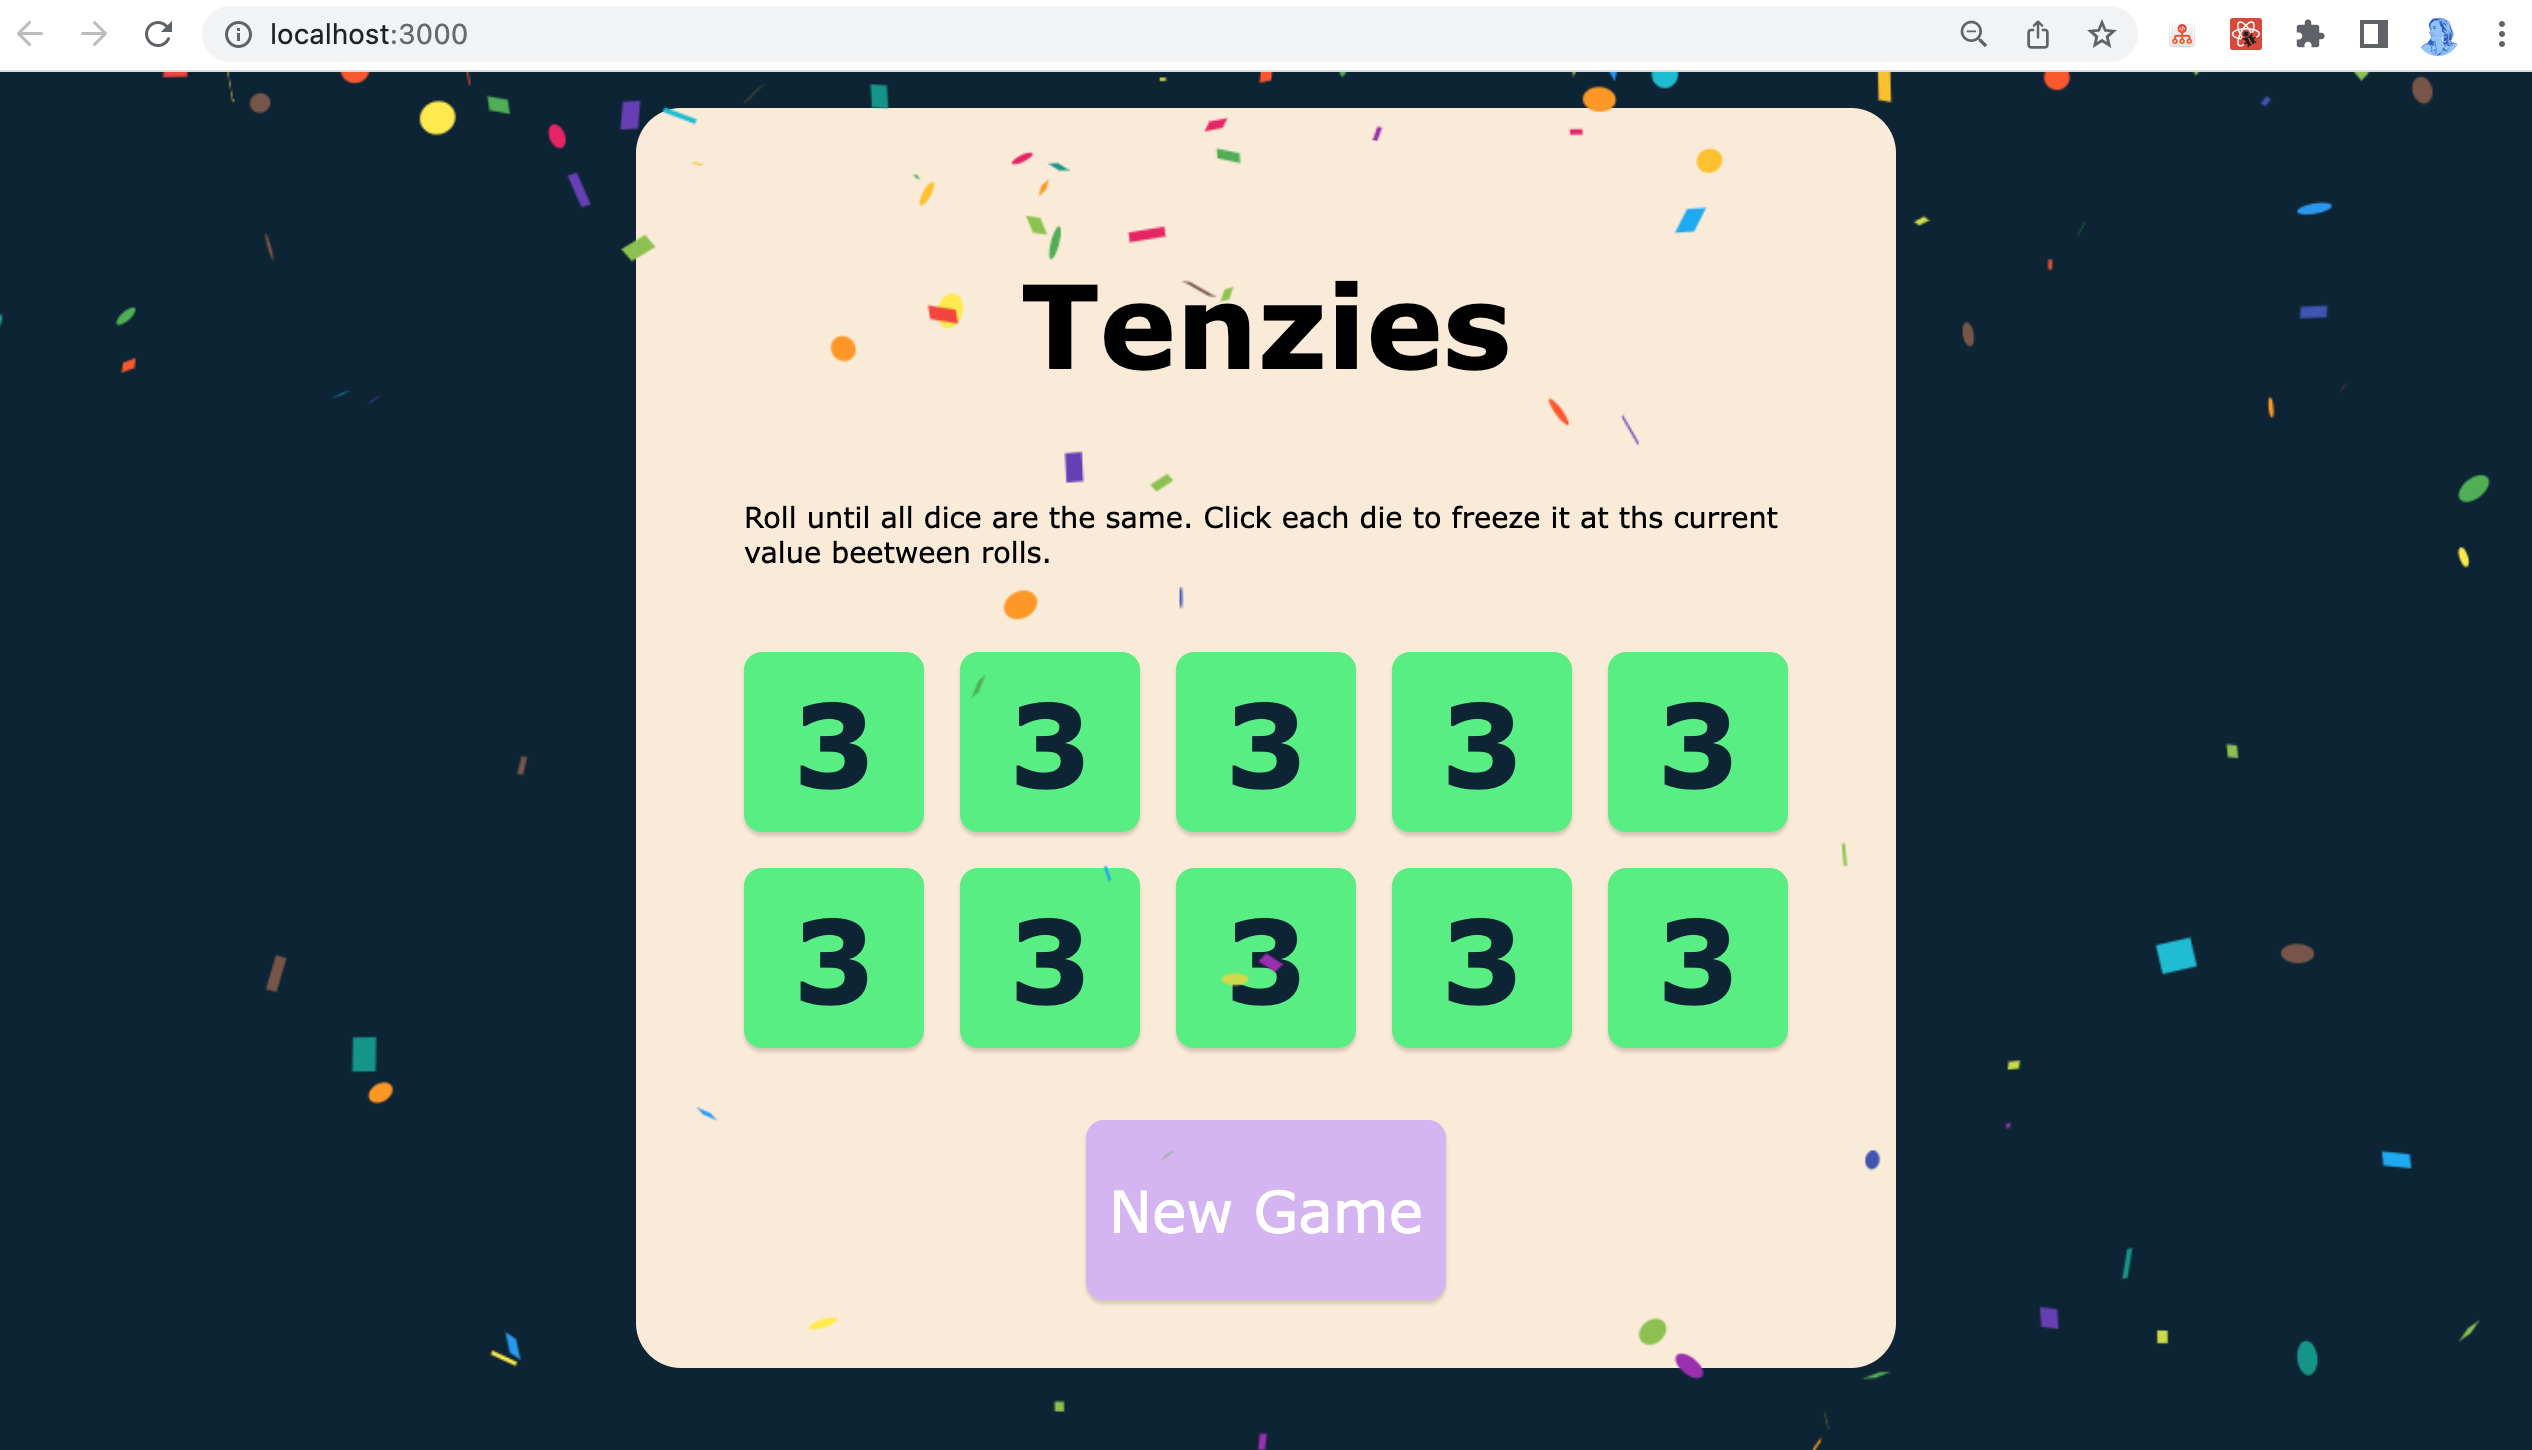 localhost:3000
Tenzies
Roll until all dice are the same. Click each die to freeze it at ths current
value beetween rolls.
3 3 3 3 3
3 3 3 3 3
New Game